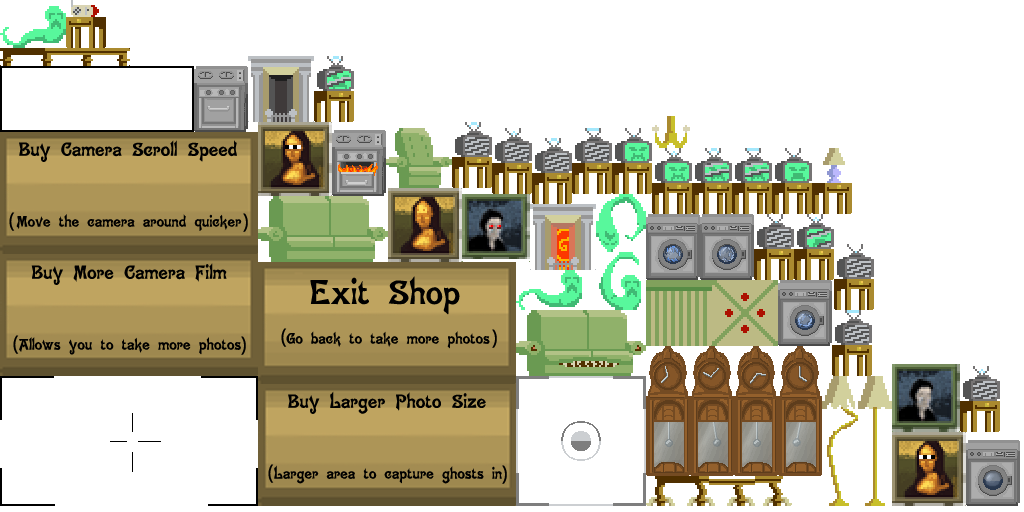 Buy Camera Scroll Speed
(Move the camera around quicker)
Buy More Camera Film
(Allows you to take more photos)
Exit Shop
(Go back to take more photos)
Buy Larger Photo Size
(Larger area to capture ghosts in)